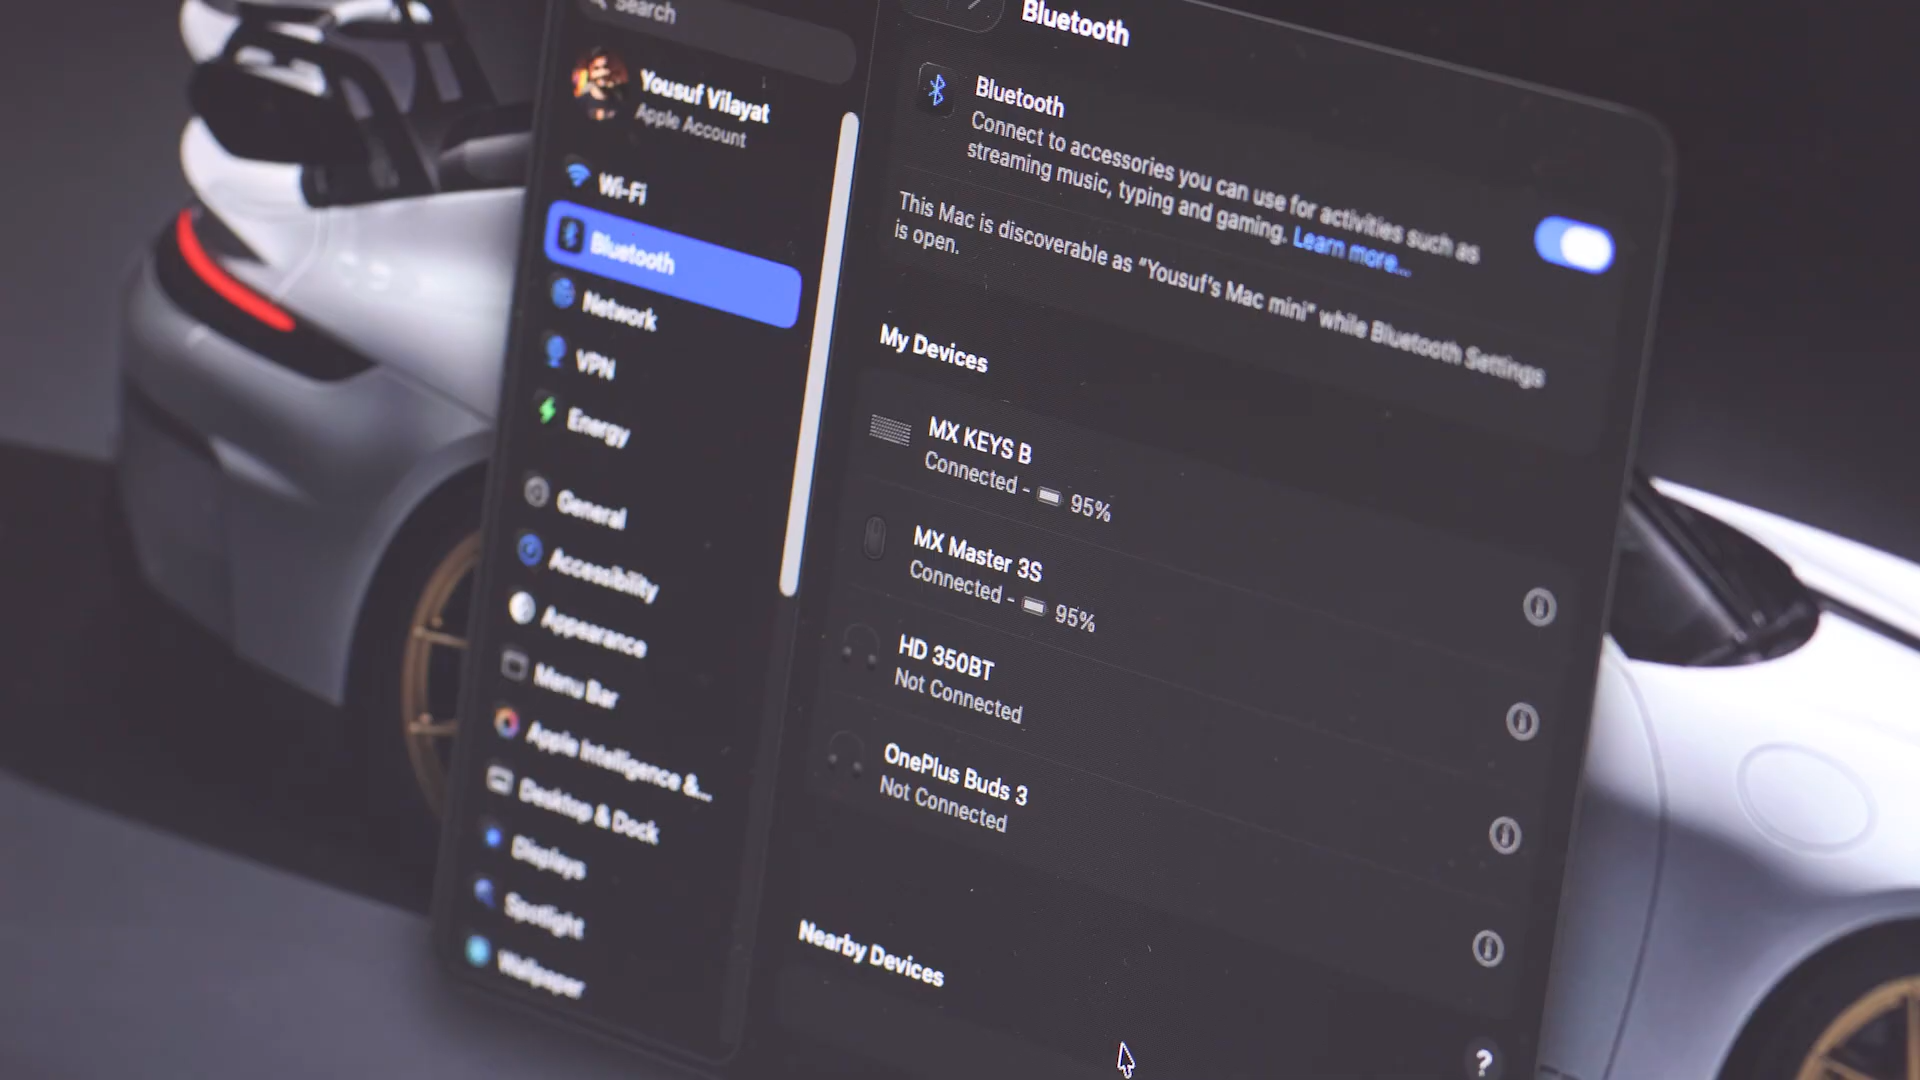 Search
Yousuf Vilayat
Apple Account
Wi-Fi
Bluetooth
Network
VPN
Energy
General
Accessibility
Appearance
Menu Bar
Apple Intelligence &...
Desktop & Dock
Displays
Spotlight
Wallpaper
Bluetooth
Bluetooth
Connect to accessories you can use for activities such as
streaming music, typing and gaming. Learn more...
This Mac is discoverable as “Yousuf’s Mac mini” while Bluetooth Settings
is open.
My Devices
MX KEYS B
Connected - 95%
MX Master 3S
Connected - 95%
HD 350BT
Not Connected
OnePlus Buds 3
Not Connected
Nearby Devices
?